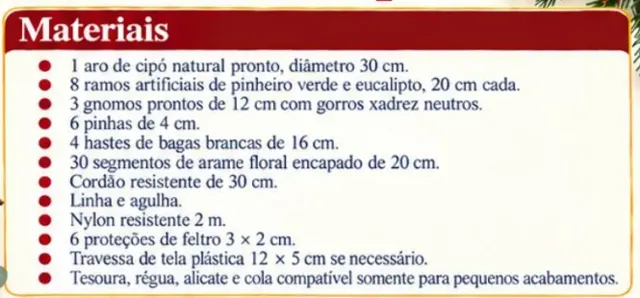 Materiais
1 aro de cipó natural pronto, diâmetro 30 cm.
8 ramos artificiais de pinheiro verde e eucalipto, 20 cm cada.
3 gnomos prontos de 12 cm com gorros xadrez neutros.
6 pinhas de 4 cm.
4 hastes de bagas brancas de 16 cm.
30 segmentos de arame floral encapado de 20 cm.
Cordão resistente de 30 cm.
Linha e agulha.
Nylon resistente 2 m.
6 proteções de feltro 3 × 2 cm.
Travessa de tela plástica 12 × 5 cm se necessário.
Tesoura, régua, alicate e cola compatível somente para pequenos acabamentos.